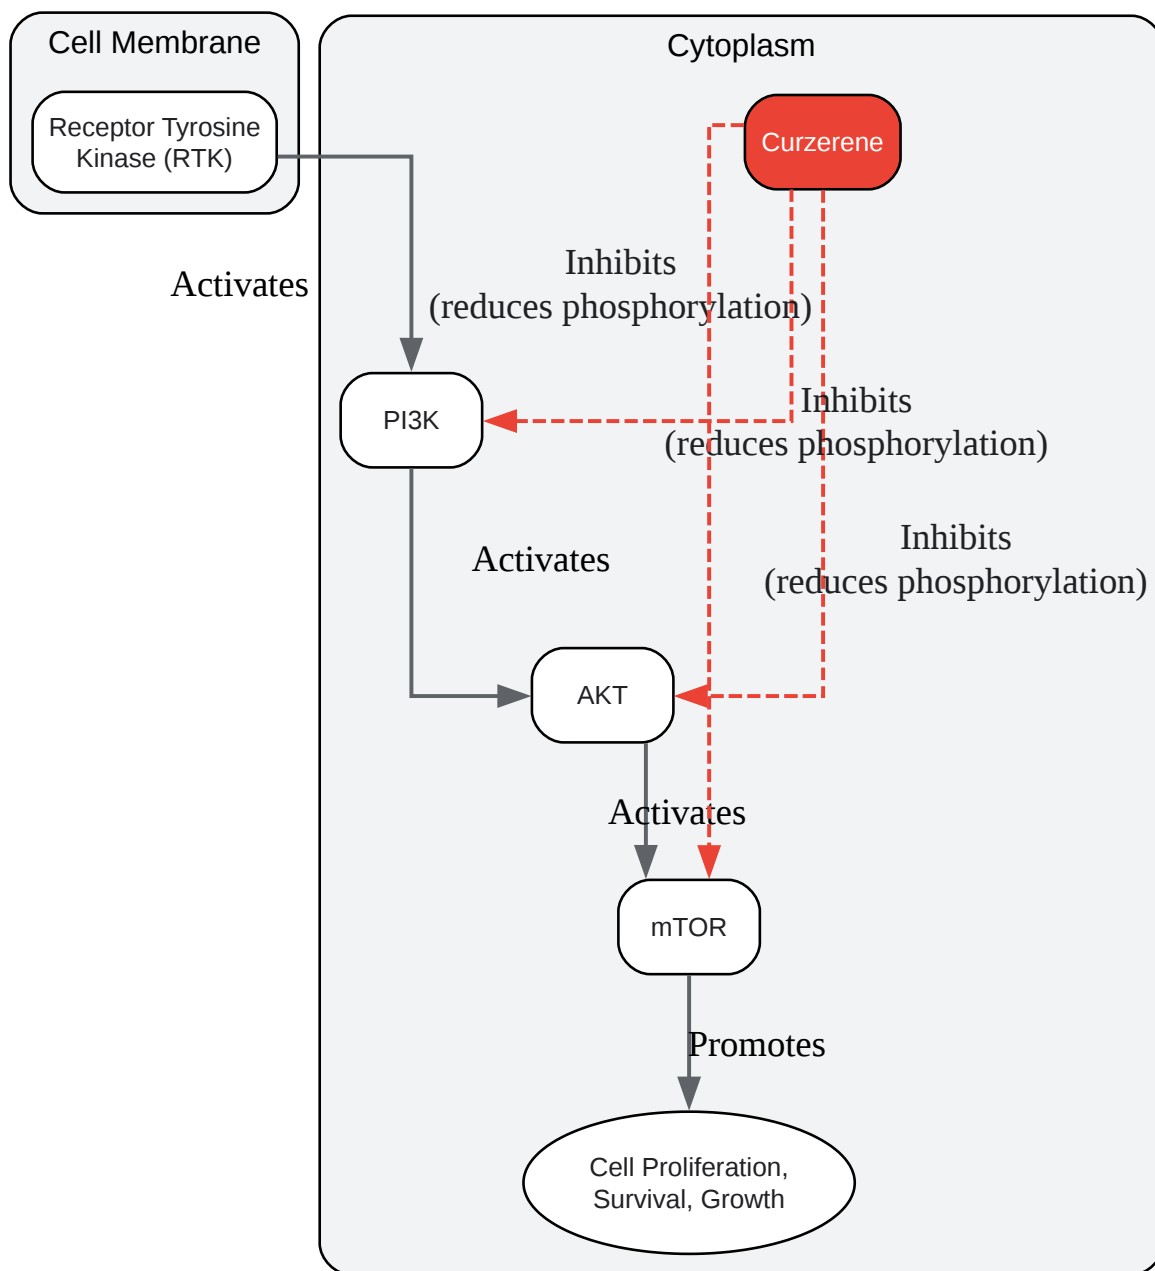 Cell Membrane
Cytoplasm
Receptor Tyrosine
Kinase (RTK)
Curzerene
Activates
Inhibits
(reduces phosphorylation)
PI3K
Inhibits
(reduces phosphorylation)
Activates
Inhibits
(reduces phosphorylation)
AKT
Activates
mTOR
Promotes
Cell Proliferation,
Survival, Growth